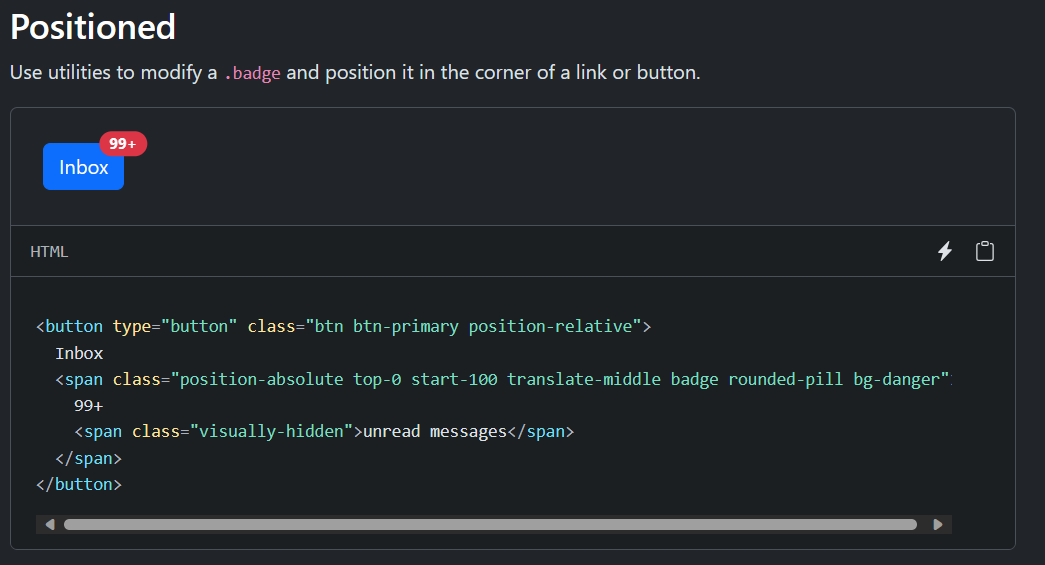 Positioned
Use utilities to modify a .badge and position it in the corner of a link or button.
99+
Inbox
HTML
<button type="button" class="btn btn-primary position-relative">
  Inbox
  <span class="position-absolute top-0 start-100 translate-middle badge rounded-pill bg-danger"
    99+
    <span class="visually-hidden">unread messages</span>
  </span>
</button>